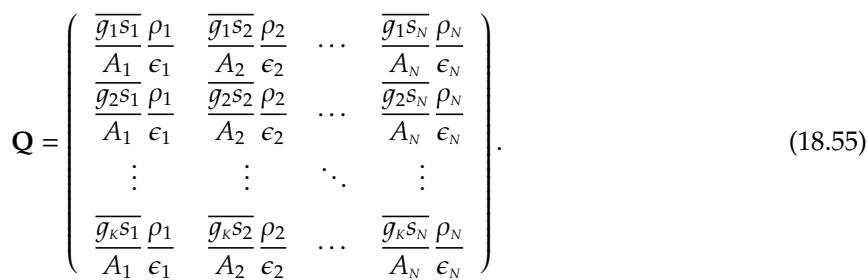 \mathbf{Q} = \begin{pmatrix} \frac{\overline{g_1 s_1}}{A_1} \frac{\rho_1}{\epsilon_1} & \frac{\overline{g_1 s_2}}{A_2} \frac{\rho_2}{\epsilon_2} & \cdots & \frac{\overline{g_1 s_N}}{A_N} \frac{\rho_N}{\epsilon_N} \\ \frac{\overline{g_2 s_1}}{A_1} \frac{\rho_1}{\epsilon_1} & \frac{\overline{g_2 s_2}}{A_2} \frac{\rho_2}{\epsilon_2} & \cdots & \frac{\overline{g_2 s_N}}{A_N} \frac{\rho_N}{\epsilon_N} \\ \vdots & \vdots & \ddots & \vdots \\ \frac{\overline{g_K s_1}}{A_1} \frac{\rho_1}{\epsilon_1} & \frac{\overline{g_K s_2}}{A_2} \frac{\rho_2}{\epsilon_2} & \cdots & \frac{\overline{g_K s_N}}{A_N} \frac{\rho_N}{\epsilon_N} \end{pmatrix}. (18.55)